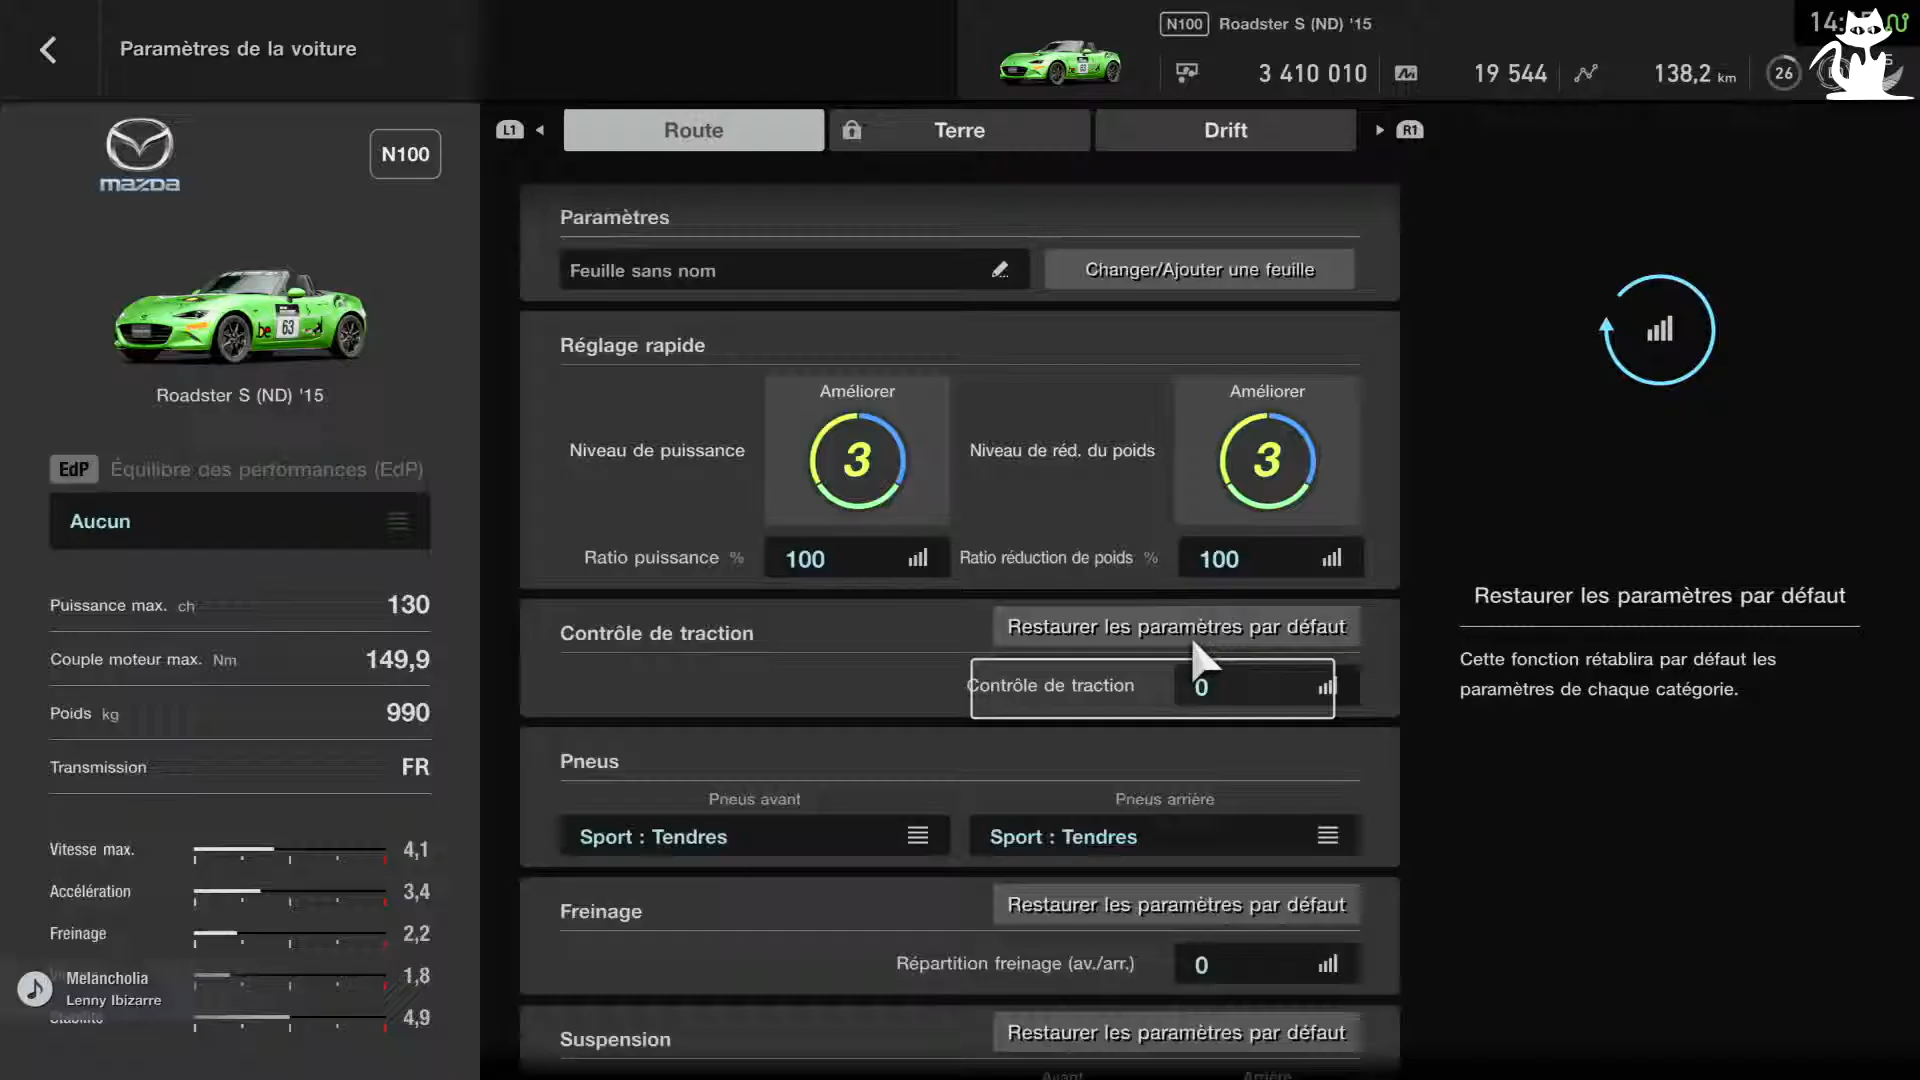 Paramètres de la voiture
N100 Roadster S (ND) '15
3 410 010
19 544
138,2 km
26
mazda
N100
63
Roadster S (ND) '15
EdP Équilibre des performances (EdP)
Aucun
Puissance max. ch 130
Couple moteur max. Nm 149,9
Poids kg 990
Transmission FR
Vitesse max. 4,1
Accélération 3,4
Freinage 2,2
1,8
Stabilité 4,9
Melancholia
Lenny Ibizarre
L1 Route Terre Drift R1
Paramètres
Feuille sans nom Changer/Ajouter une feuille
Réglage rapide
Améliorer Améliorer
Niveau de puissance 3 Niveau de réd. du poids 3
Ratio puissance % 100 Ratio réduction de poids % 100
Contrôle de traction Restaurer les paramètres par défaut
Contrôle de traction 0
Pneus
Pneus avant Pneus arrière
Sport : Tendres Sport : Tendres
Freinage Restaurer les paramètres par défaut
Répartition freinage (av./arr.) 0
Suspension Restaurer les paramètres par défaut
Avant Arrière
Restaurer les paramètres par défaut
Cette fonction rétablira par défaut les
paramètres de chaque catégorie.